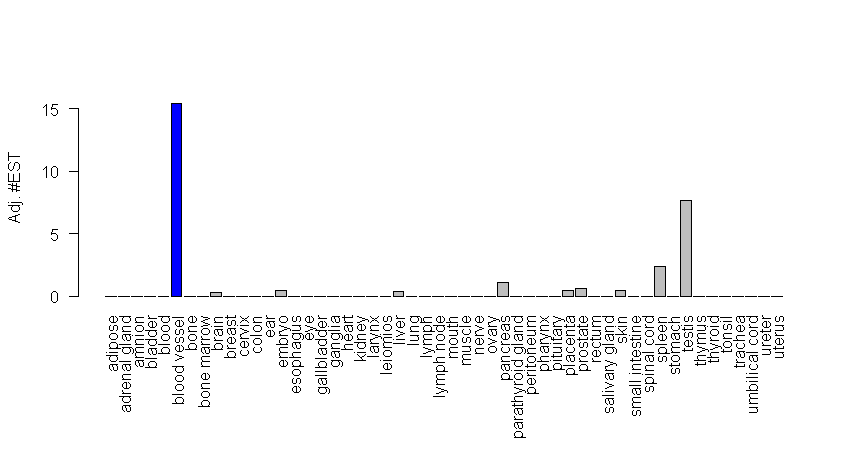 Adj. #EST
15
10
5
0
adipose
adrenal gland
amnion
bladder
blood
blood vessel
bone
bone marrow
brain
breast
cervix
colon
ear
embryo
esophagus
eye
gallbladder
ganglia
heart
kidney
larynx
leiomios
liver
lung
lymph
lymph node
mouth
muscle
nerve
ovary
pancreas
parathyroid gland
peritoneum
pharynx
pituitary
placenta
prostate
rectum
salivary gland
skin
small intestine
spinal cord
spleen
stomach
testis
thymus
thyroid
tonsil
trachea
umbilical cord
ureter
uterus